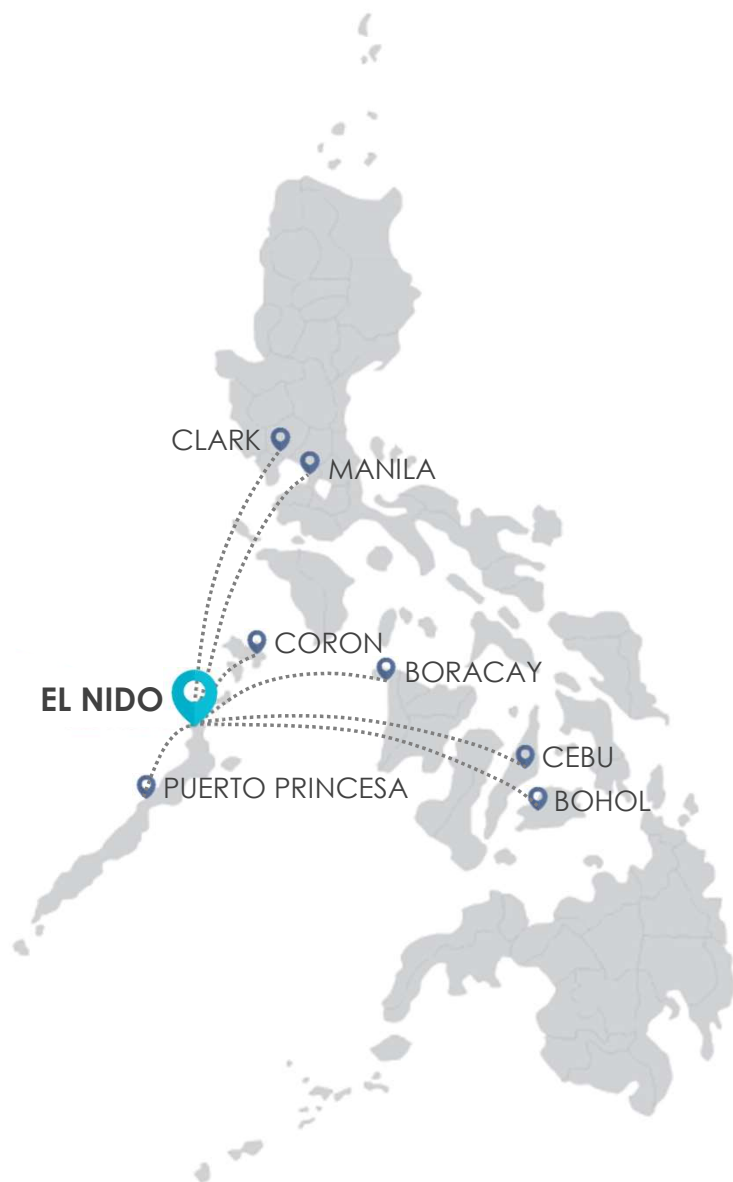 CLARK
MANILA
CORON
BORACAY
EL NIDO
CEBU
PUERTO PRINCESA
BOHOL